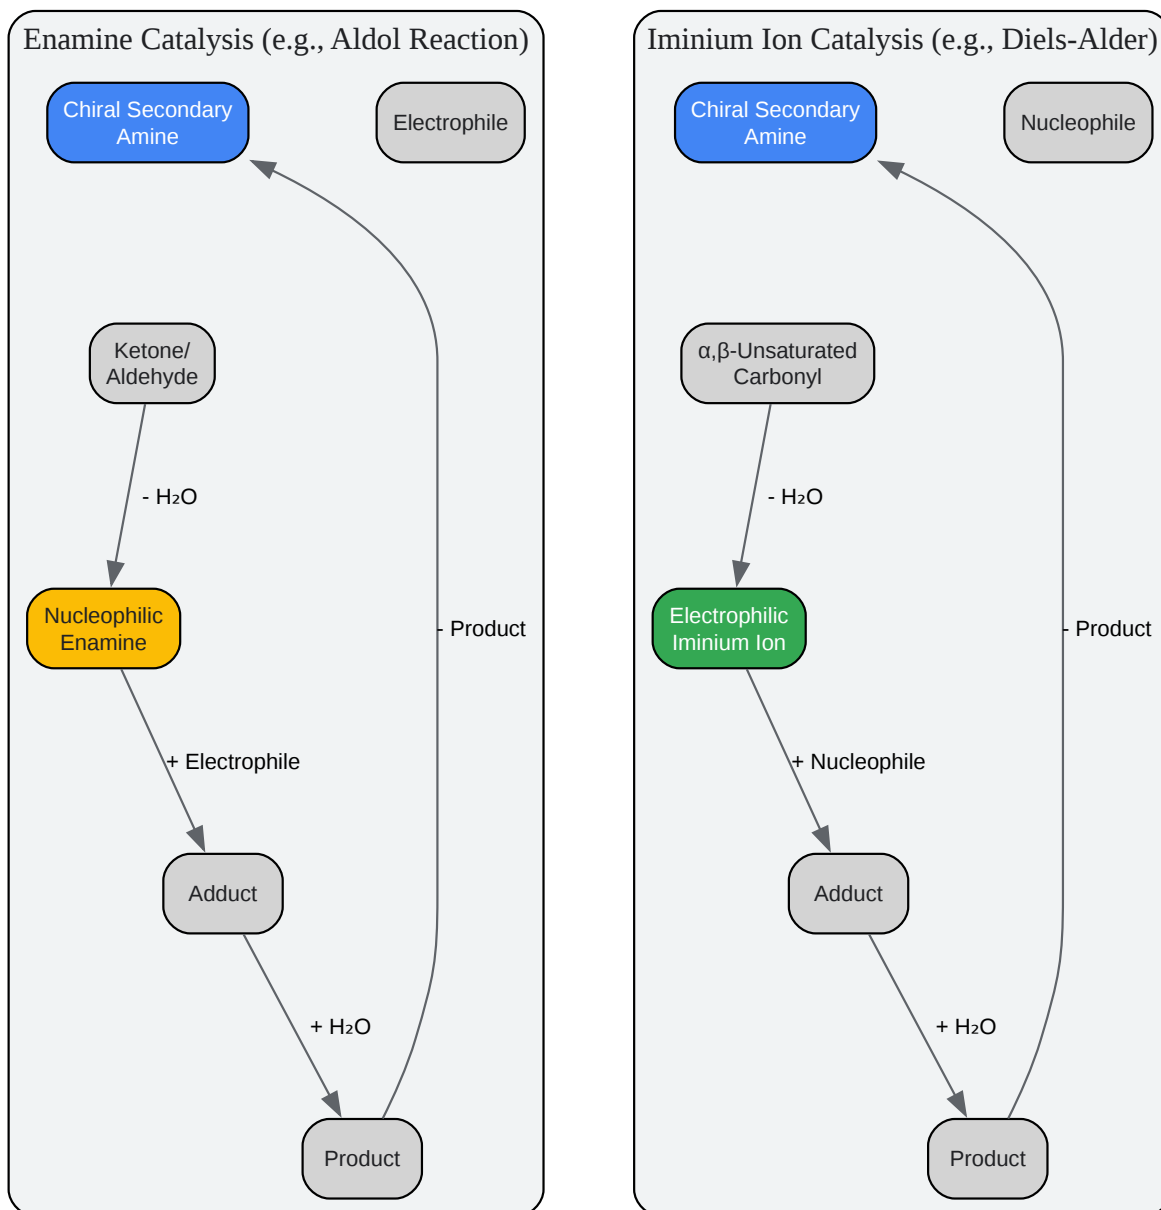 Enamine Catalysis (e.g., Aldol Reaction)
Chiral Secondary
Amine
Electrophile
Ketone/
Aldehyde
- H₂O
Nucleophilic
Enamine
- Product
+ Electrophile
Adduct
+ H₂O
Product
Iminium Ion Catalysis (e.g., Diels-Alder)
Chiral Secondary
Amine
Nucleophile
α,β-Unsaturated
Carbonyl
- H₂O
Electrophilic
Iminium Ion
- Product
+ Nucleophile
Adduct
+ H₂O
Product